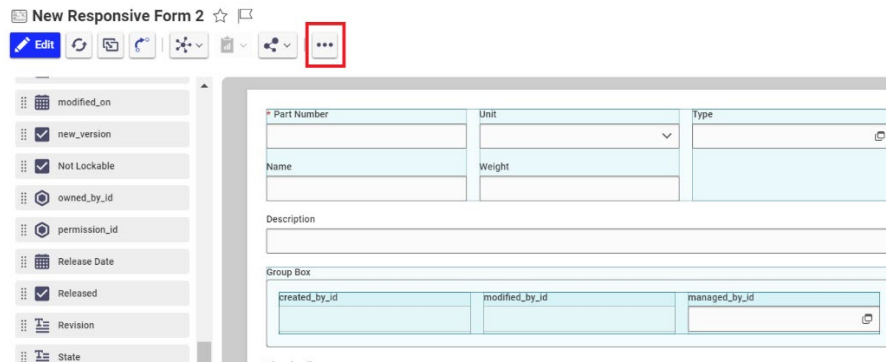 New Responsive Form 2
Edit
modified_on
new_version
Not Lockable
owned_by_id
permission_id
Release Date
Released
Revision
State
* Part Number
Unit
Type
Name
Weight
Description
Group Box
created_by_id
modified_by_id
managed_by_id